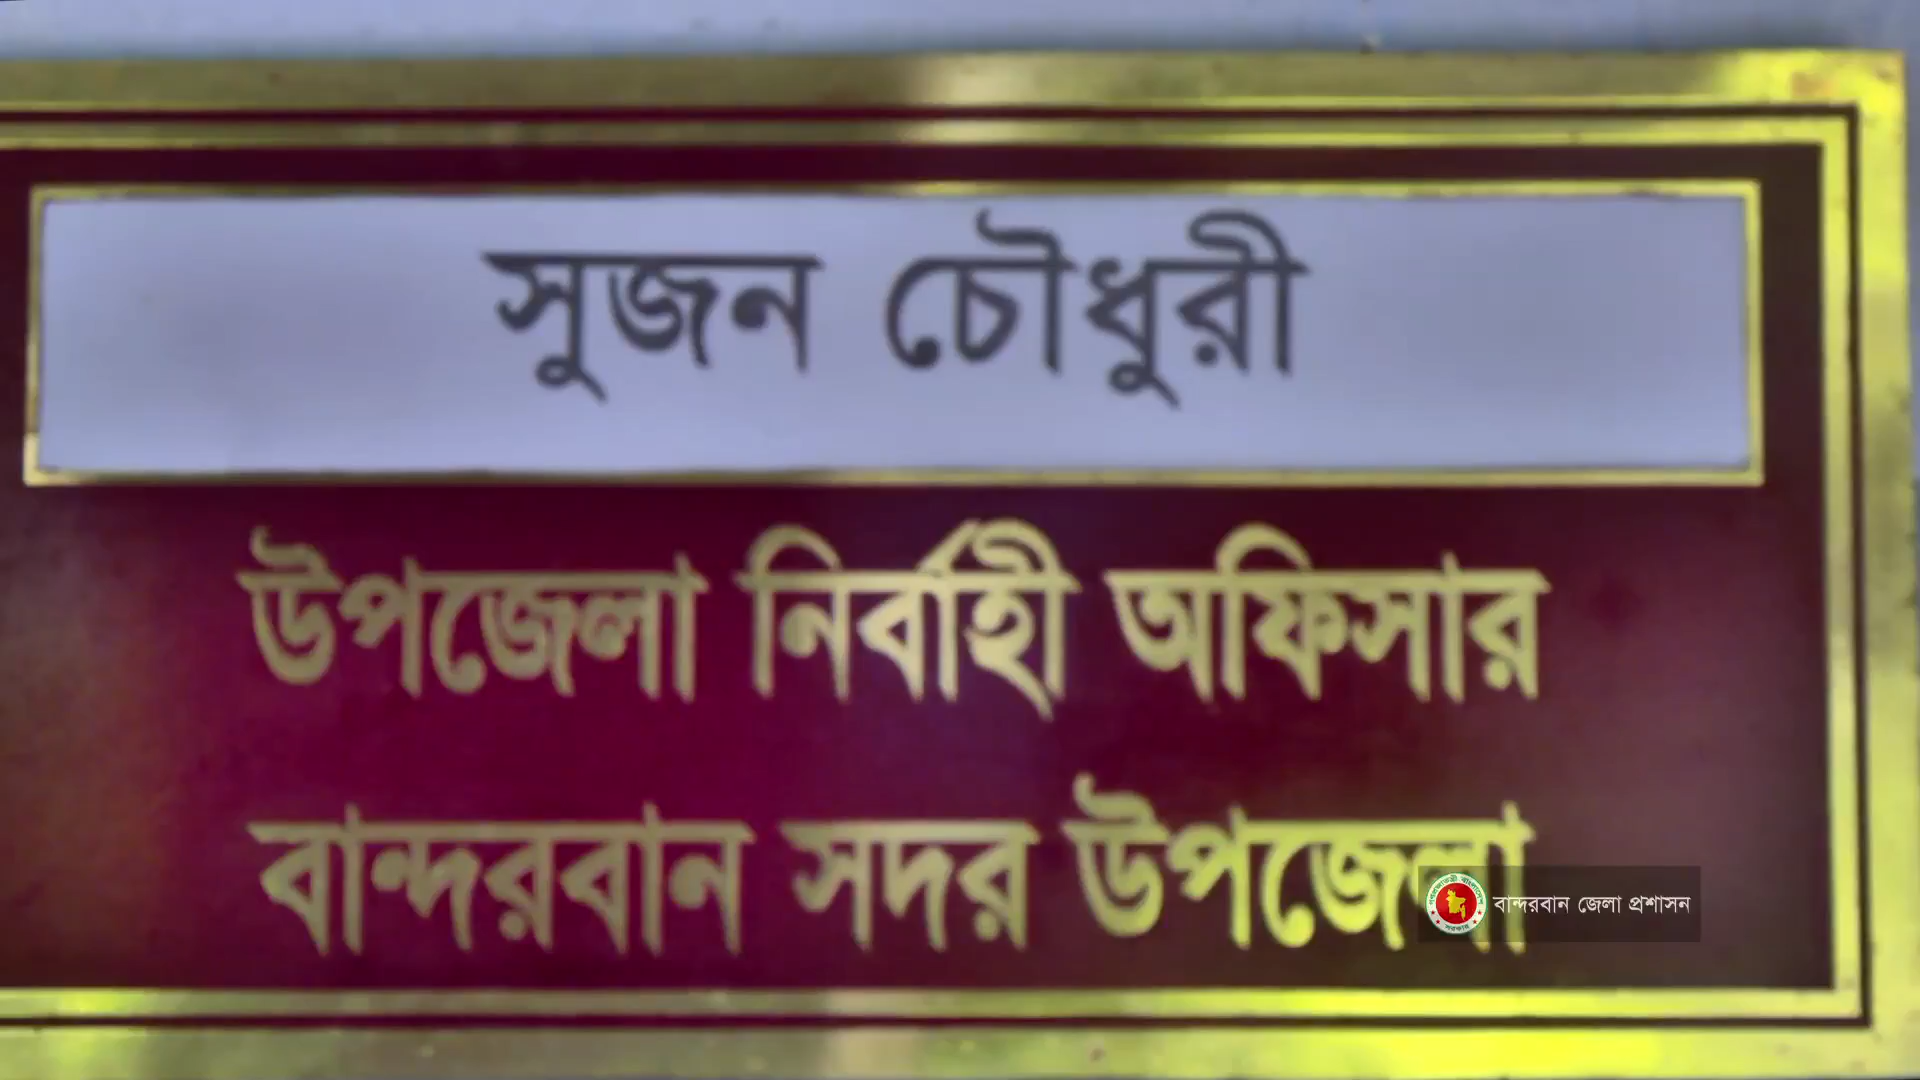 সুজন চৌধুরী
উপজেলা নির্বাহী অফিসার
বান্দরবান সদর উপজেলা
বান্দরবান জেলা প্রশাসন